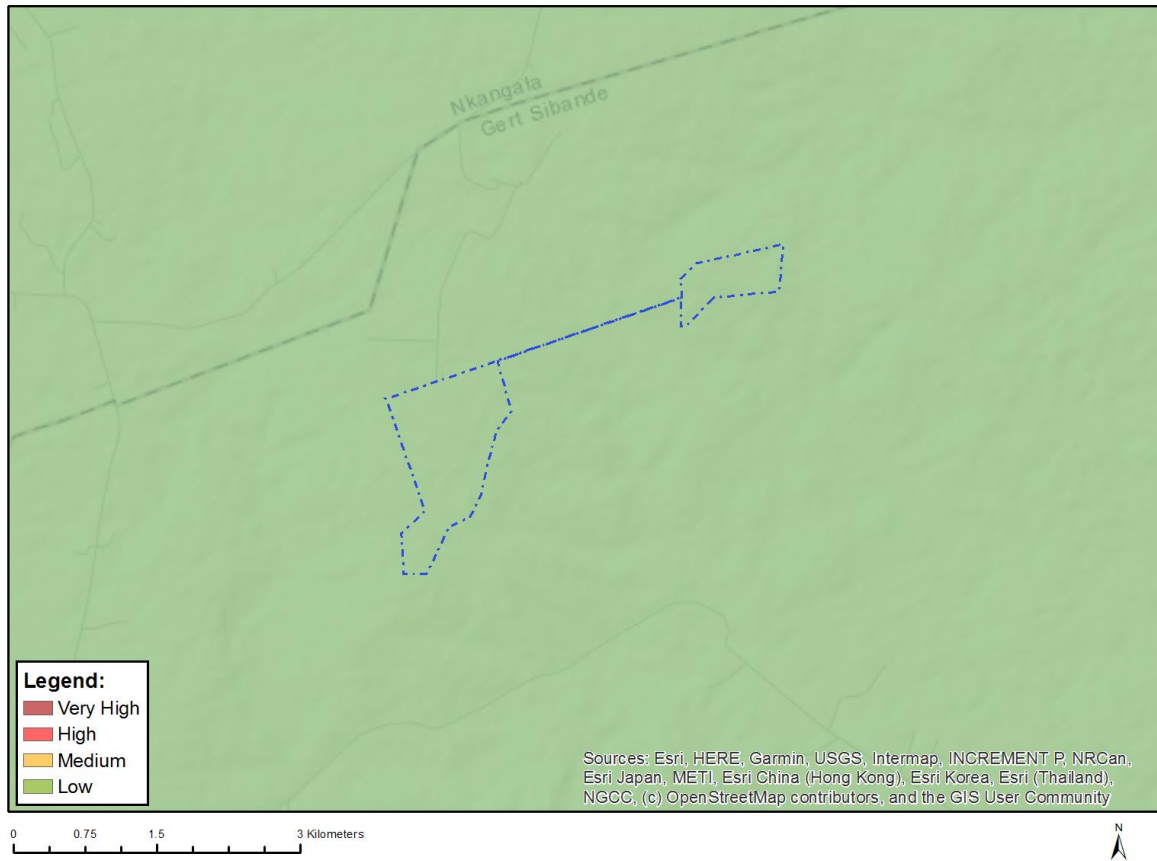 Nkangala
Gert Sibande
Legend:
Very High
High
Medium
Low
Sources: Esri, HERE, Garmin, USGS, Intermap, INCREMENT P, NRCan,
Esri Japan, METI, Esri China (Hong Kong), Esri Korea, Esri (Thailand),
NGCC, (c) OpenStreetMap contributors, and the GIS User Community
0 0.75 1.5 3 Kilometers
N